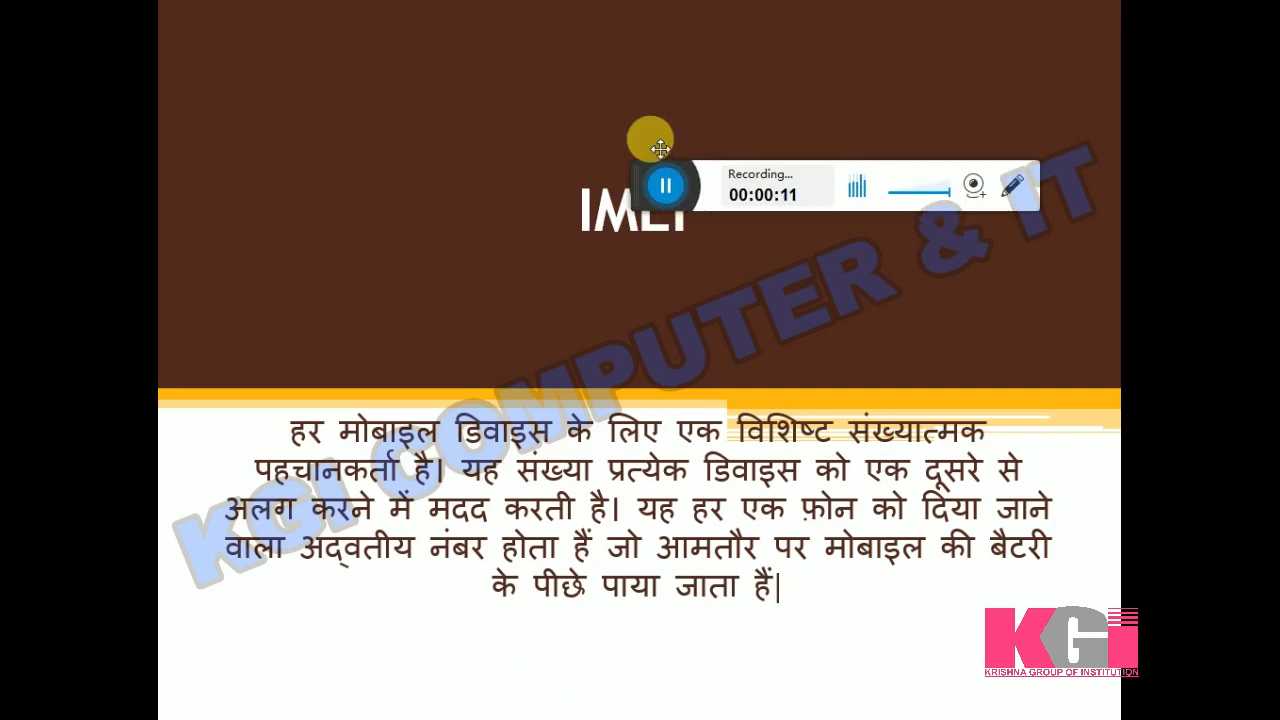 Recording...
00:00:11
IMEI
KGI COMPUTER & IT
हर मोबाइल डिवाइस के लिए एक विशिष्ट संख्यात्मक
पहचानकर्ता है। यह संख्या प्रत्येक डिवाइस को एक दूसरे से
अलग करने में मदद करती है। यह हर एक फ़ोन को दिया जाने
वाला अद्वतीय नंबर होता हैं जो आमतौर पर मोबाइल की बैटरी
के पीछे पाया जाता हैं|
KGI
KRISHNA GROUP OF INSTITUTION